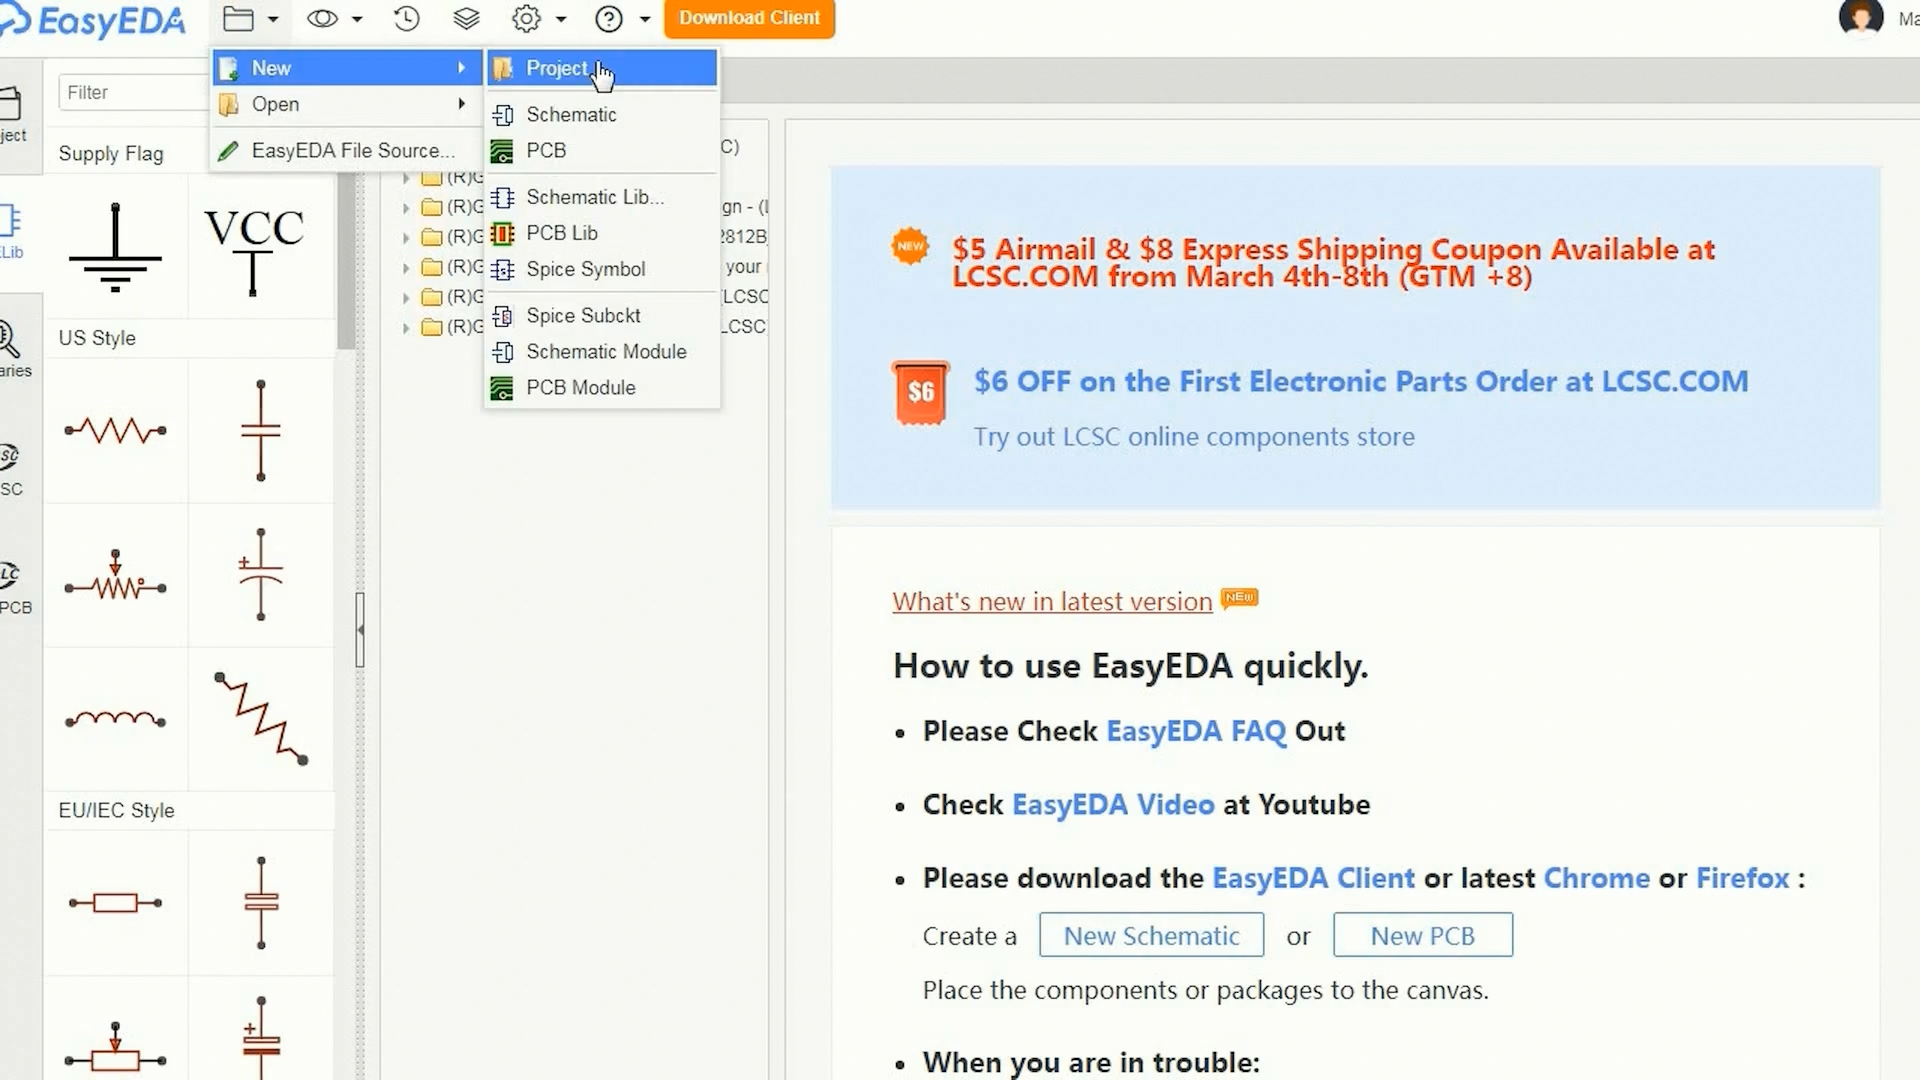 EasyEDA
Download Client
Ma
New
Project
Filter
Open
ject
Schematic
Supply Flag
EasyEDA File Source...
PCB
C)
(R)G
VCC
Schematic Lib...
(R)G
gn - (L
Lib
PCB Lib
(R)G
2812B
Spice Symbol
(R)G
your
(R)G
LCSC
Spice Subckt
(R)G
LCSC
US Style
Schematic Module
aries
PCB Module
NEW
$5 Airmail & $8 Express Shipping Coupon Available at
LCSC.COM from March 4th-8th (GTM +8)
$6
$6 OFF on the First Electronic Parts Order at LCSC.COM
Try out LCSC online components store
SC
SC
LC
PCB
What's new in latest version
NEW
How to use EasyEDA quickly.
• Please Check EasyEDA FAQ Out
• Check EasyEDA Video at Youtube
EU/IEC Style
• Please download the EasyEDA Client or latest Chrome or Firefox :
Create a New Schematic or New PCB
Place the components or packages to the canvas.
• When you are in trouble: